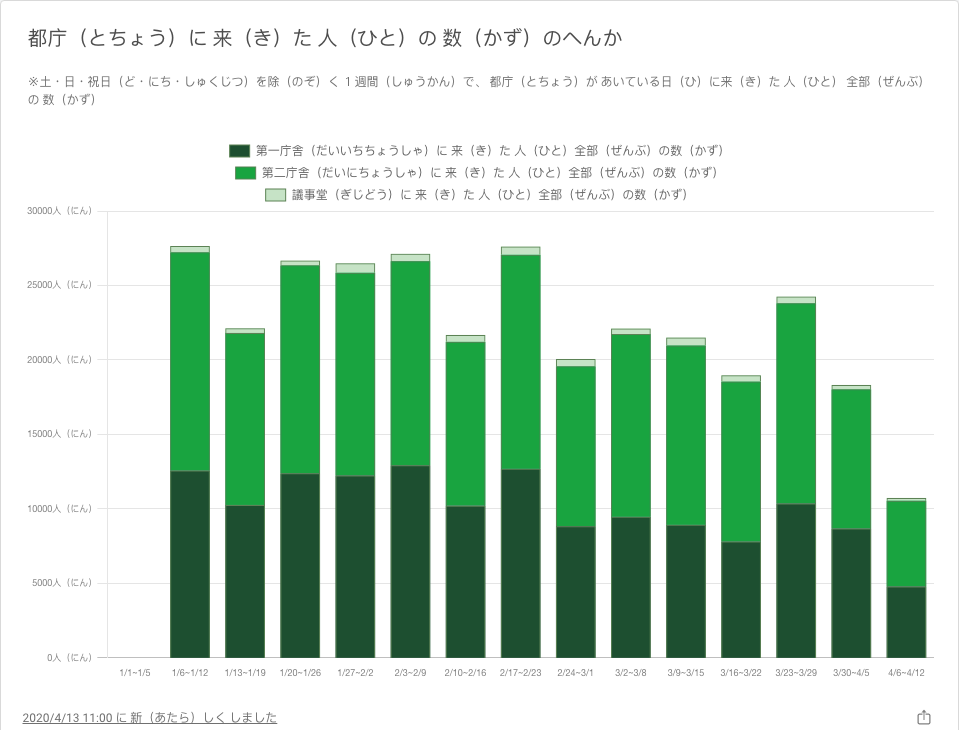 都庁（とちょう）に 来（き）た 人（ひと）の 数（かず）のへんか
※土・日・祝日（ど・にち・しゅくじつ）を除（のぞ）く 1 週間（しゅうかん）で、 都庁（とちょう）が あいている日（ひ）に来（き）た 人（ひと） 全部（ぜんぶ）
の 数（かず）
第一庁舎（だいいちちょうしゃ）に 来（き）た 人（ひと）全部（ぜんぶ）の数（かず）
第二庁舎（だいにちょうしゃ）に 来（き）た 人（ひと）全部（ぜんぶ）の数（かず）
議事堂（ぎじどう）に 来（き）た 人（ひと）全部（ぜんぶ）の数（かず）
30000人（にん）
25000人（にん）
20000人（にん）
15000人（にん）
10000人（にん）
5000人（にん）
0人（にん）
1/1~1/5 1/6~1/12 1/13~1/19 1/20~1/26 1/27~2/2 2/3~2/9 2/10~2/16 2/17~2/23 2/24~3/1 3/2~3/8 3/9~3/15 3/16~3/22 3/23~3/29 3/30~4/5 4/6~4/12
2020/4/13 11:00 に 新（あたら）しく しました